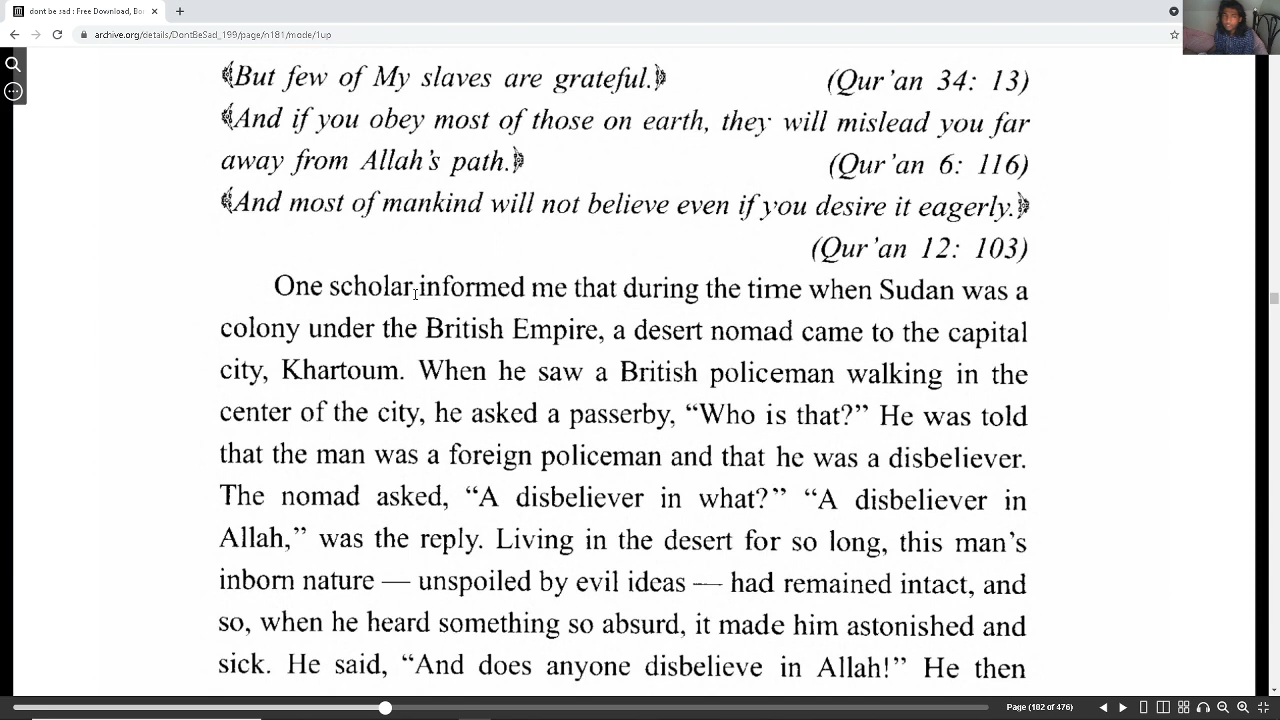 dont be sad : Free Download, Bor
archive.org/details/DontBeSad_199/page/n181/mode/1up
﴾But few of My slaves are grateful.﴿ (Qur’an 34: 13)
﴾And if you obey most of those on earth, they will mislead you far
away from Allah’s path.﴿ (Qur’an 6: 116)
﴾And most of mankind will not believe even if you desire it eagerly.﴿
(Qur’an 12: 103)
One scholar informed me that during the time when Sudan was a
colony under the British Empire, a desert nomad came to the capital
city, Khartoum. When he saw a British policeman walking in the
center of the city, he asked a passerby, “Who is that?” He was told
that the man was a foreign policeman and that he was a disbeliever.
The nomad asked, “A disbeliever in what?” “A disbeliever in
Allah,” was the reply. Living in the desert for so long, this man’s
inborn nature — unspoiled by evil ideas — had remained intact, and
so, when he heard something so absurd, it made him astonished and
sick. He said, “And does anyone disbelieve in Allah!” He then
Page (182 of 476)